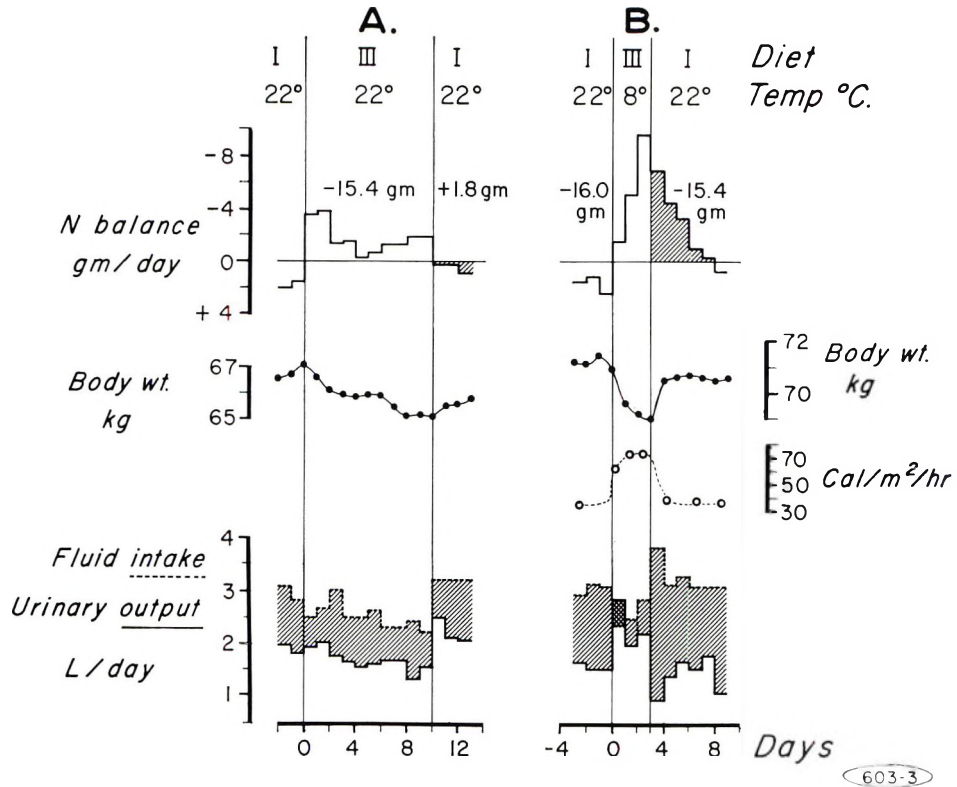 A. B.
I III I I III I Diet
22° 22° 22° 22° 8° 22° Temp °C.
-8
-4
0
+4
N balance
gm/day
-15.4 gm
+1.8 gm
-16.0
gm
-15.4
gm
67
65
Body wt.
kg
72
70
Body wt.
kg
70
50
30
Cal/m²/hr
4
3
2
1
Fluid intake
Urinary output
L/day
0 4 8 12
-4 0 4 8 Days
603-3